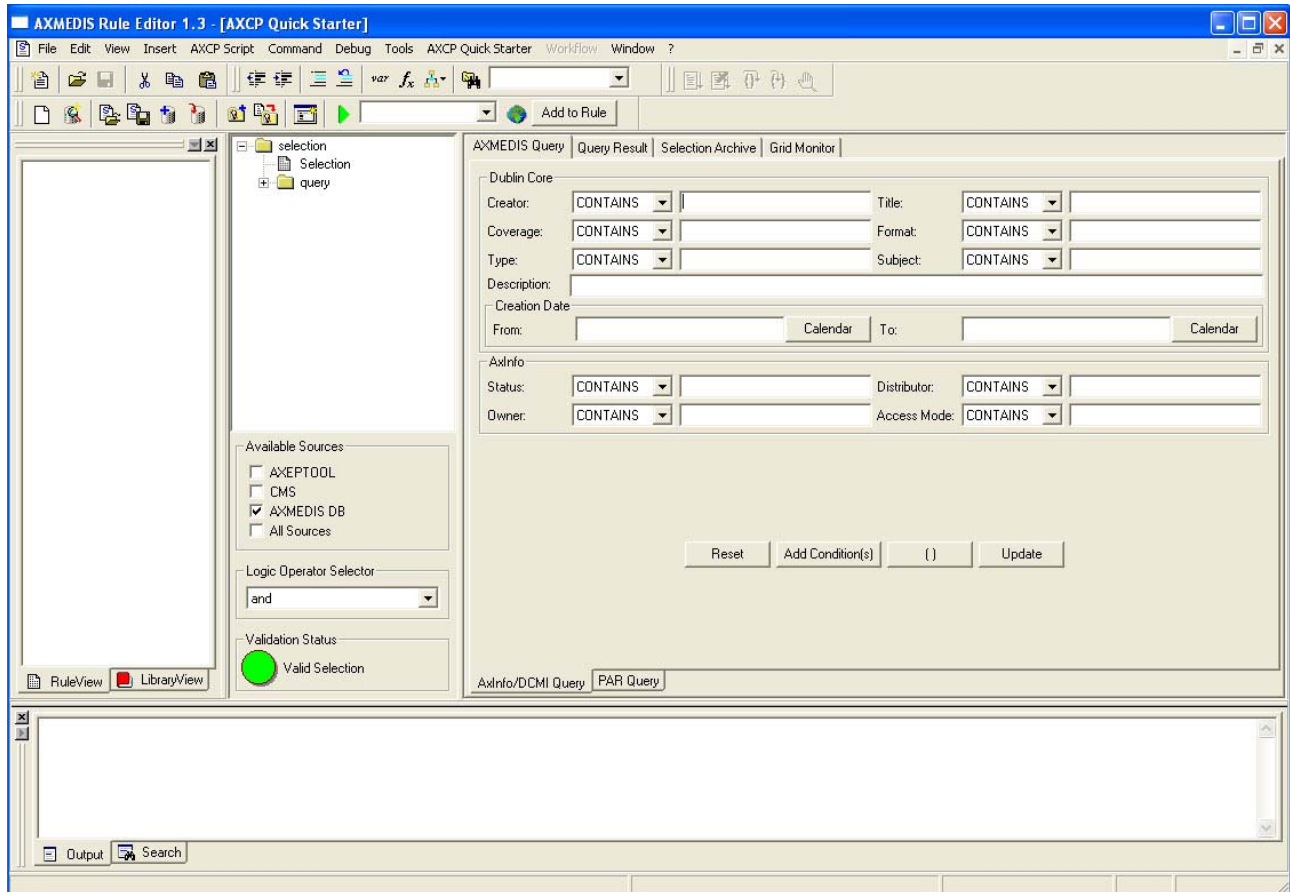 AXMEDIS Rule Editor 1.3 - [AXCP Quick Starter]
File Edit View Insert AXCP Script Command Debug Tools AXCP Quick Starter Workflow Window ?
var fx
Add to Rule
selection
Selection
query
AXMEDIS Query Query Result Selection Archive Grid Monitor
Dublin Core
Creator: CONTAINS Title: CONTAINS
Coverage: CONTAINS Format: CONTAINS
Type: CONTAINS Subject: CONTAINS
Description:
Creation Date
From: Calendar To: Calendar
AxInfo
Status: CONTAINS Distributor: CONTAINS
Owner: CONTAINS Access Mode: CONTAINS
Available Sources
AXEPTOOL
CMS
AXMEDIS DB
All Sources
Reset Add Condition(s) ( ) Update
Logic Operator Selector
and
Validation Status
Valid Selection
RuleView LibraryView
AxInfo/DCMI Query PAR Query
Output Search